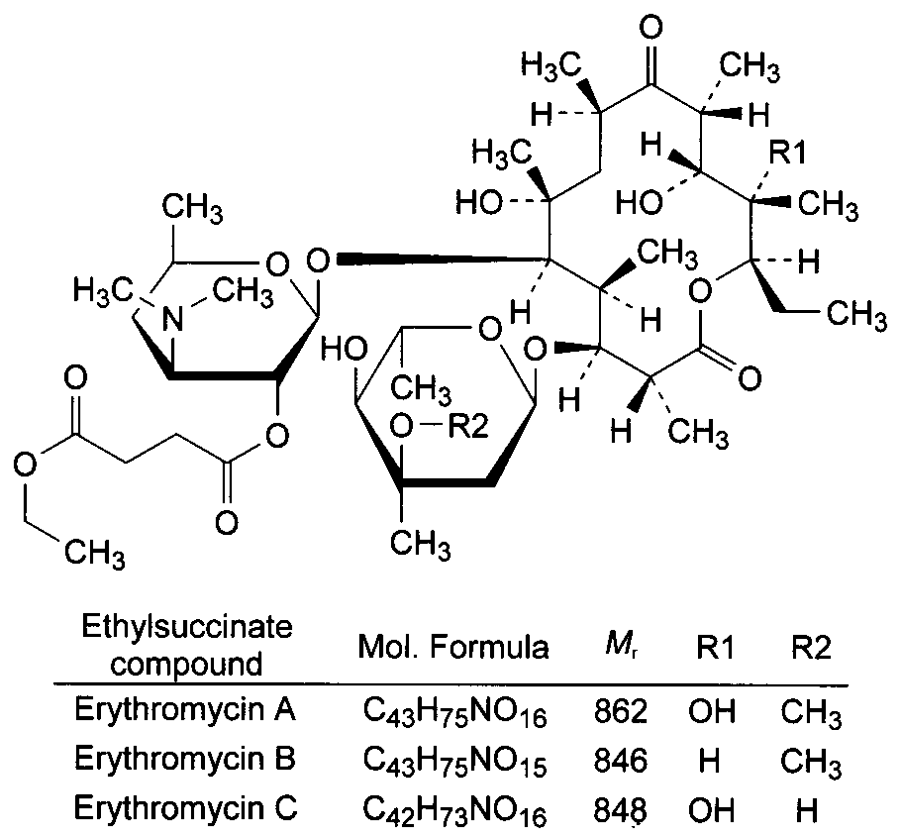 O
H₃C CH₃
H H
H₃C H R1
HO HO CH₃
CH₃ O O CH₃ O H
H₃C N CH₃ H H CH₃
HO O O O
O CH₃ H
O O–R2 H CH₃
O
O CH₃
CH₃
Ethylsuccinate
compound Mol. Formula Mᵣ R1 R2
Erythromycin A C₄₃H₇₅NO₁₆ 862 OH CH₃
Erythromycin B C₄₃H₇₅NO₁₅ 846 H CH₃
Erythromycin C C₄₂H₇₃NO₁₆ 848 OH H